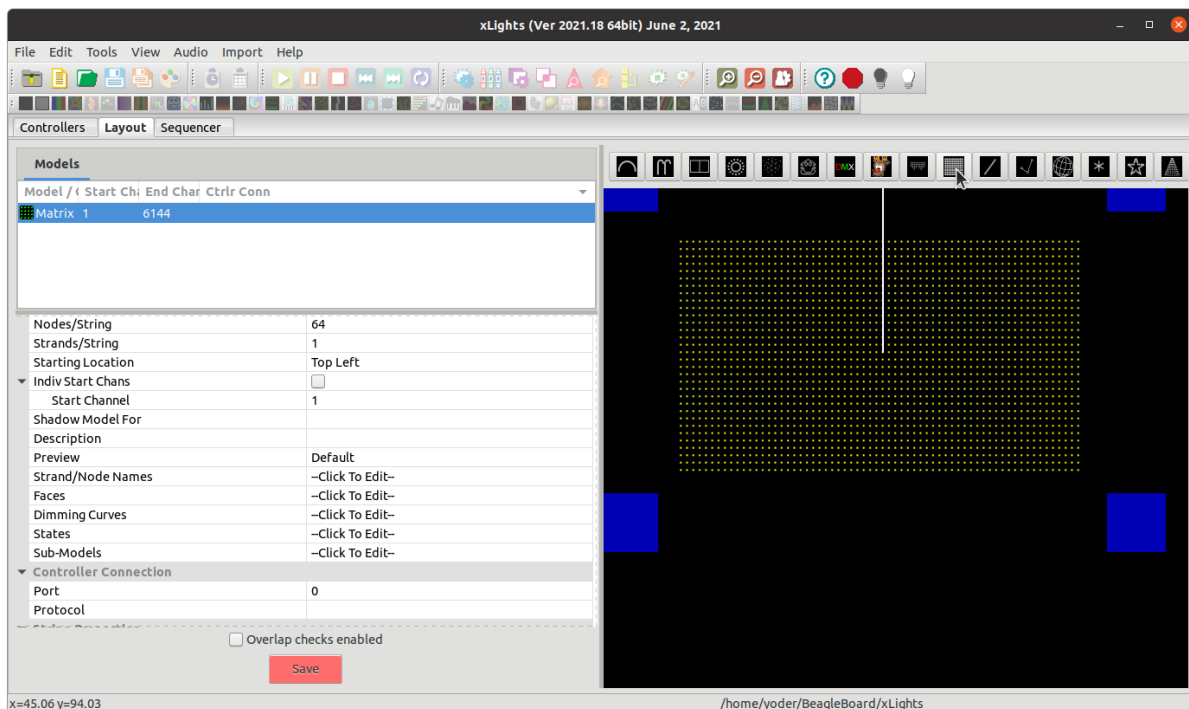 xLights (Ver 2021.18 64bit) June 2, 2021
File Edit Tools View Audio Import Help
Controllers Layout Sequencer
Models
Model / ( Start Cha End Char Ctrlr Conn
Matrix 1 6144
DMX
Nodes/String 64
Strands/String 1
Starting Location Top Left
Indiv Start Chans
Start Channel 1
Shadow Model For
Description
Preview Default
Strand/Node Names --Click To Edit--
Faces --Click To Edit--
Dimming Curves --Click To Edit--
States --Click To Edit--
Sub-Models --Click To Edit--
Controller Connection
Port 0
Protocol
Overlap checks enabled
Save
x=45.06 y=94.03 /home/yoder/BeagleBoard/xLights